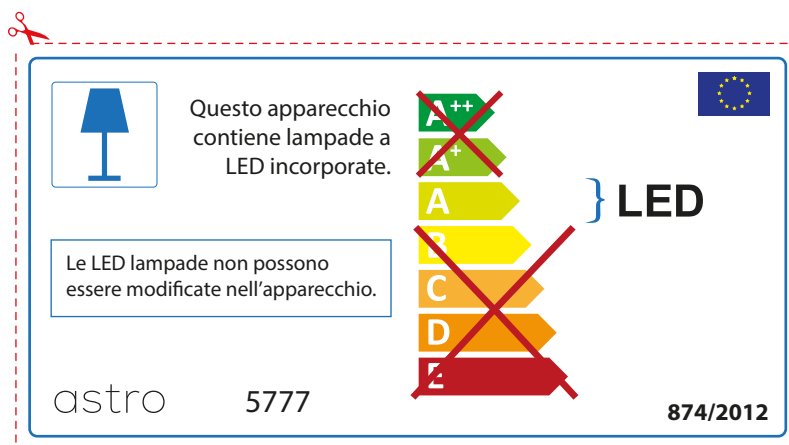 Questo apparecchio
contiene lampade a
LED incorporate.
Le LED lampade non possono
essere modificate nell'apparecchio.
A++
A+
A
B
C
D
E
LED
astro 5777
874/2012